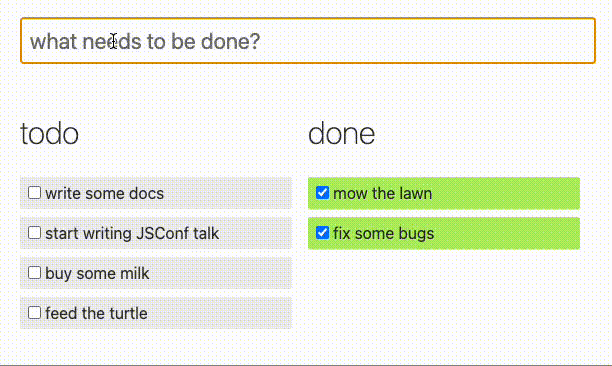 what needs to be done?
todo
write some docs
start writing JSConf talk
buy some milk
feed the turtle
done
mow the lawn
fix some bugs